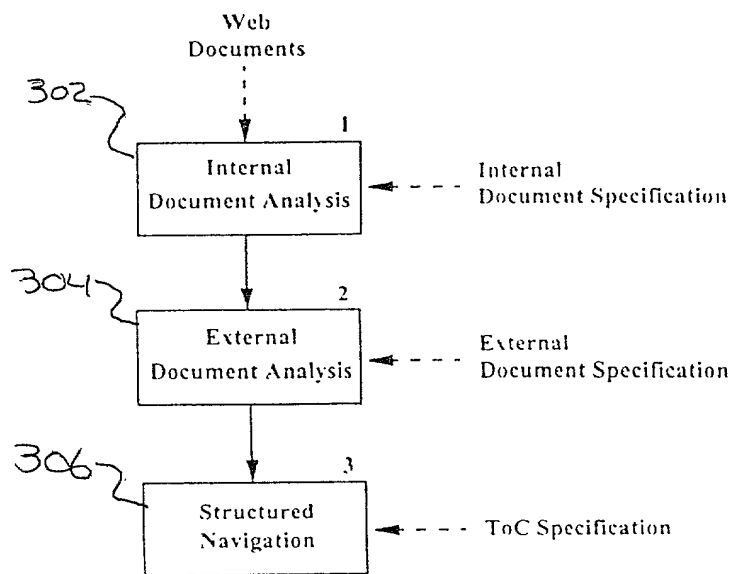 Web
Documents
302
1
Internal
Document Analysis
Internal
Document Specification
304
2
External
Document Analysis
External
Document Specification
306
3
Structured
Navigation
ToC Specification